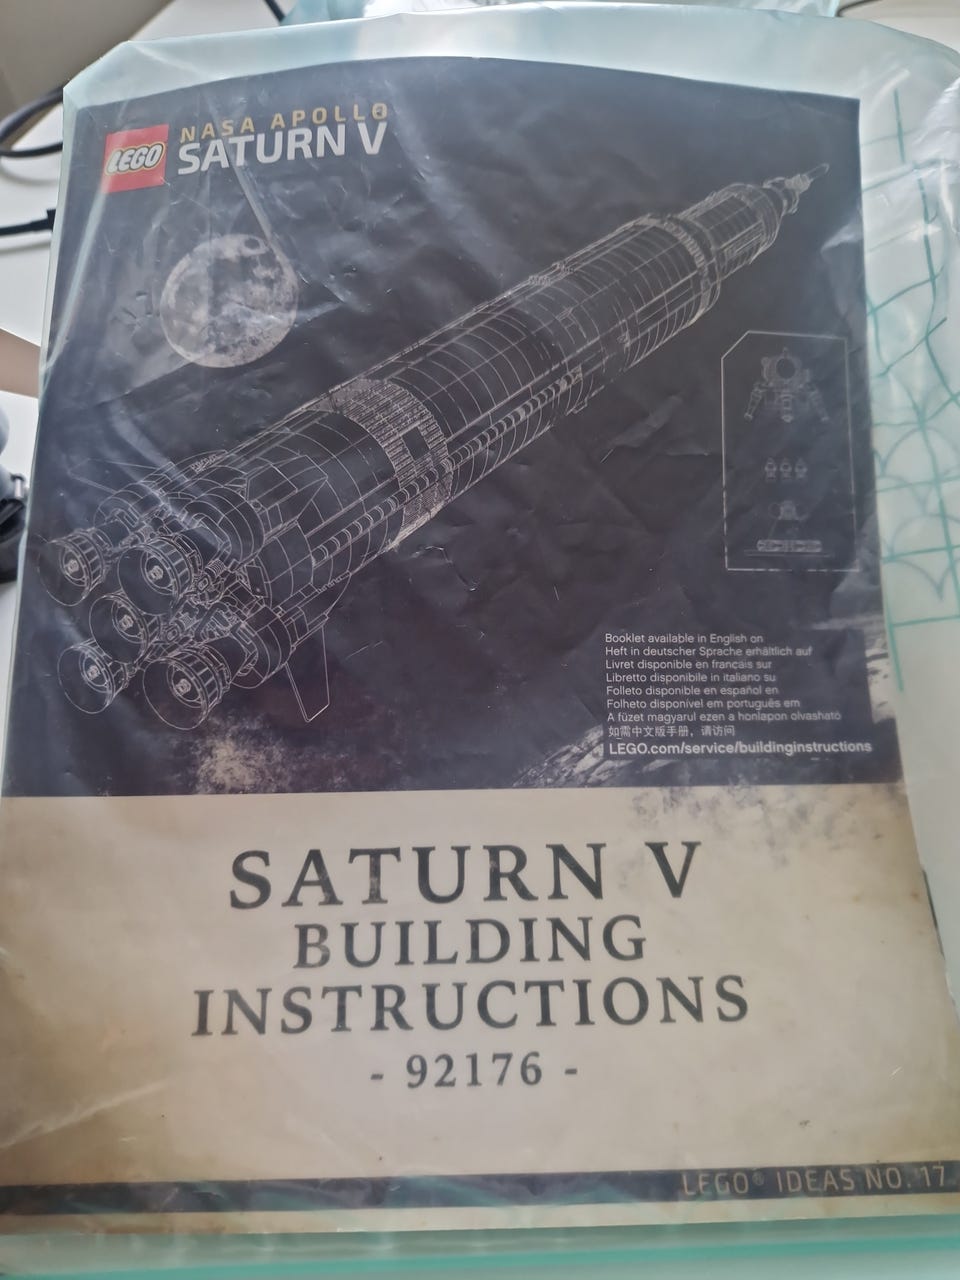 LEGO
NASA APOLLO
SATURN V
Booklet available in English on
Heft in deutscher Sprache erhältlich auf
Livret disponible en français sur
Libretto disponibile in italiano su
Folleto disponible en español en
Folheto disponível em português em
A füzet magyarul ezen a honlapon olvasható
如需中文版手册，请访问
LEGO.com/service/buildinginstructions
SATURN V
BUILDING
INSTRUCTIONS
- 92176 -
LEGO® IDEAS NO. 17